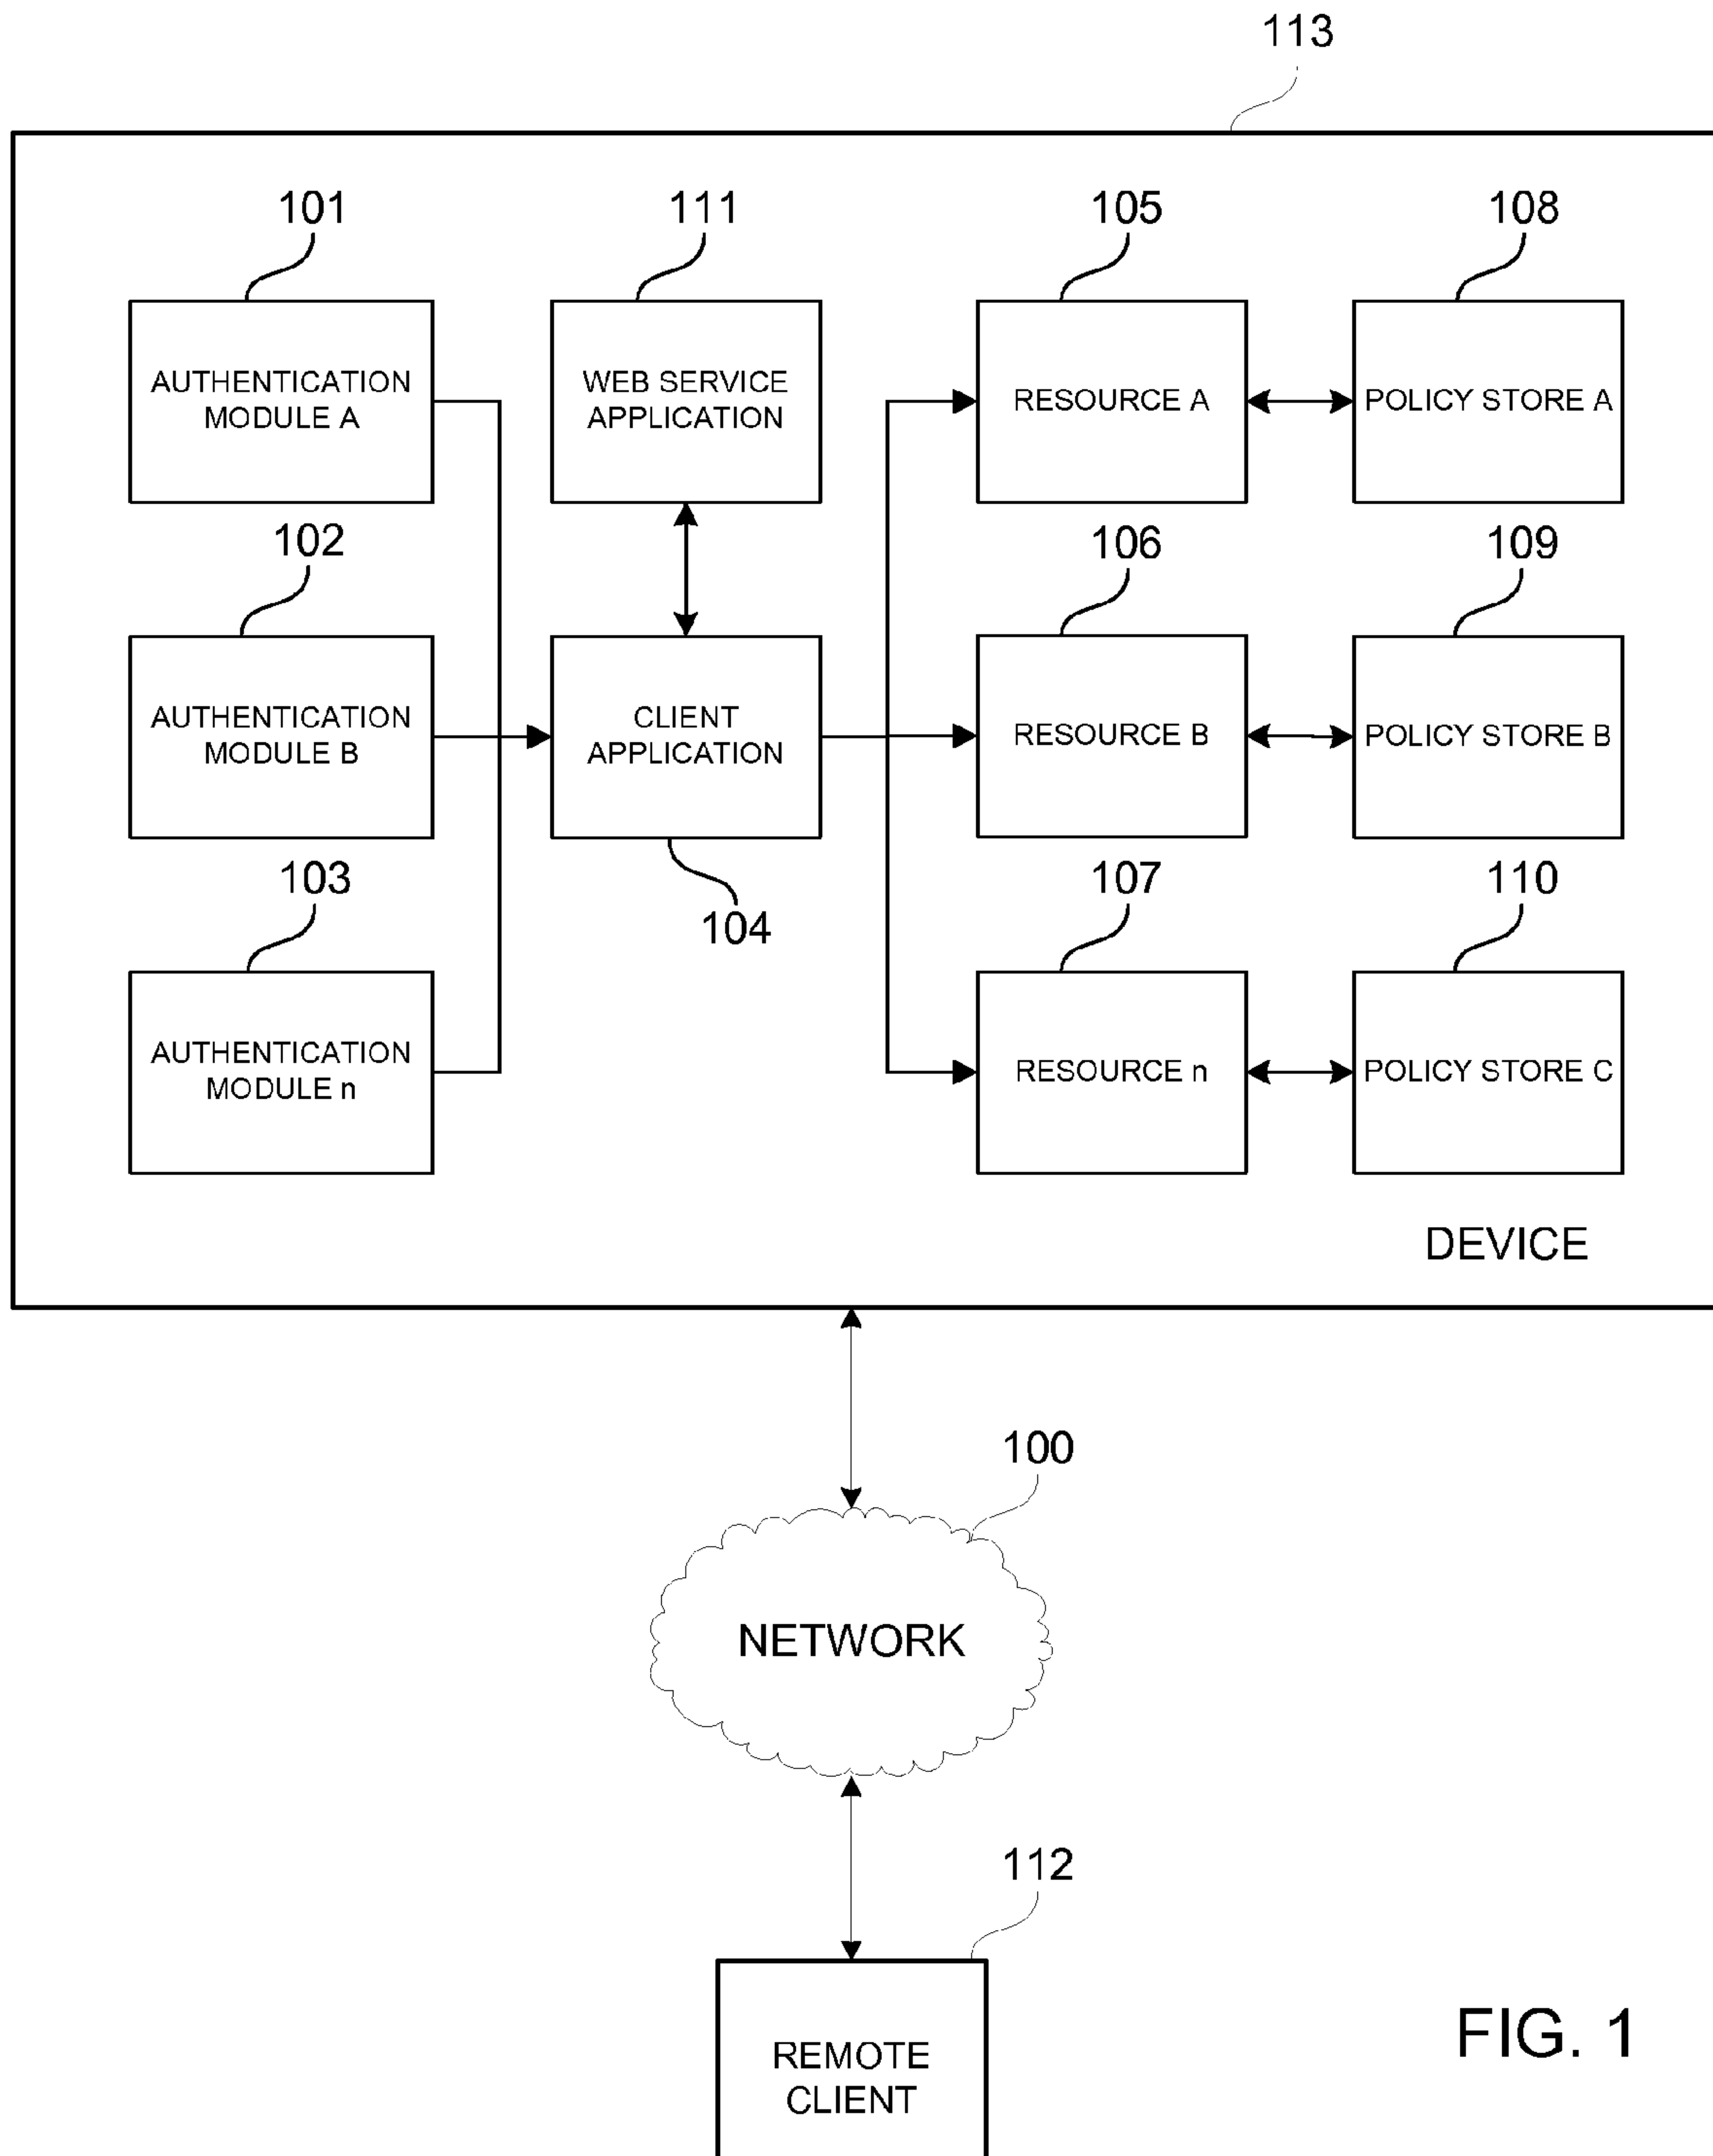 113
101
111
105
108
AUTHENTICATION
MODULE A
WEB SERVICE
APPLICATION
RESOURCE A
POLICY STORE A
102
106
109
AUTHENTICATION
MODULE B
CLIENT
APPLICATION
RESOURCE B
POLICY STORE B
103
104
107
110
AUTHENTICATION
MODULE n
RESOURCE n
POLICY STORE C
DEVICE
100
NETWORK
112
REMOTE
CLIENT
FIG. 1